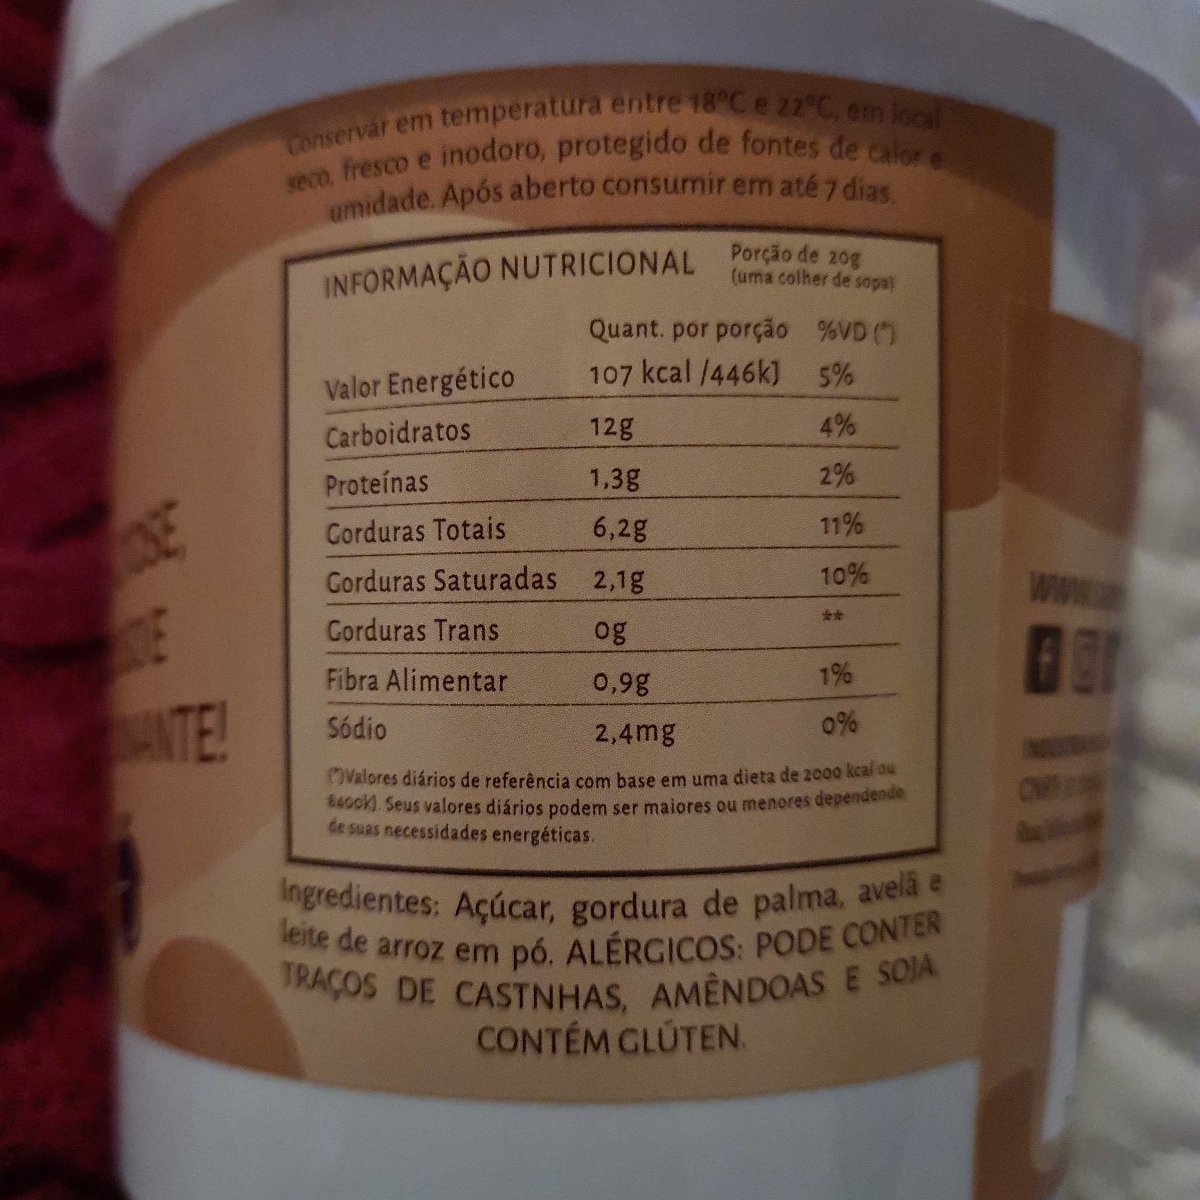 Conservar em temperatura entre 18°C e 22°C, em local
seco, fresco e inodoro, protegido de fontes de calor e
umidade. Após aberto consumir em até 7 dias.
INFORMAÇÃO NUTRICIONAL Porção de 20g
(uma colher de sopa)
Quant. por porção %VD (*)
Valor Energético 107 kcal /446kJ 5%
Carboidratos 12g 4%
Proteínas 1,3g 2%
Gorduras Totais 6,2g 11%
Gorduras Saturadas 2,1g 10%
Gorduras Trans 0g **
Fibra Alimentar 0,9g 1%
Sódio 2,4mg 0%
(*)Valores diários de referência com base em uma dieta de 2000 kcal ou
8400kJ. Seus valores diários podem ser maiores ou menores dependendo
de suas necessidades energéticas.
Ingredientes: Açúcar, gordura de palma, avelã e
leite de arroz em pó. ALÉRGICOS: PODE CONTER
TRAÇOS DE CASTNHAS, AMÊNDOAS E SOJA.
CONTÉM GLÚTEN.